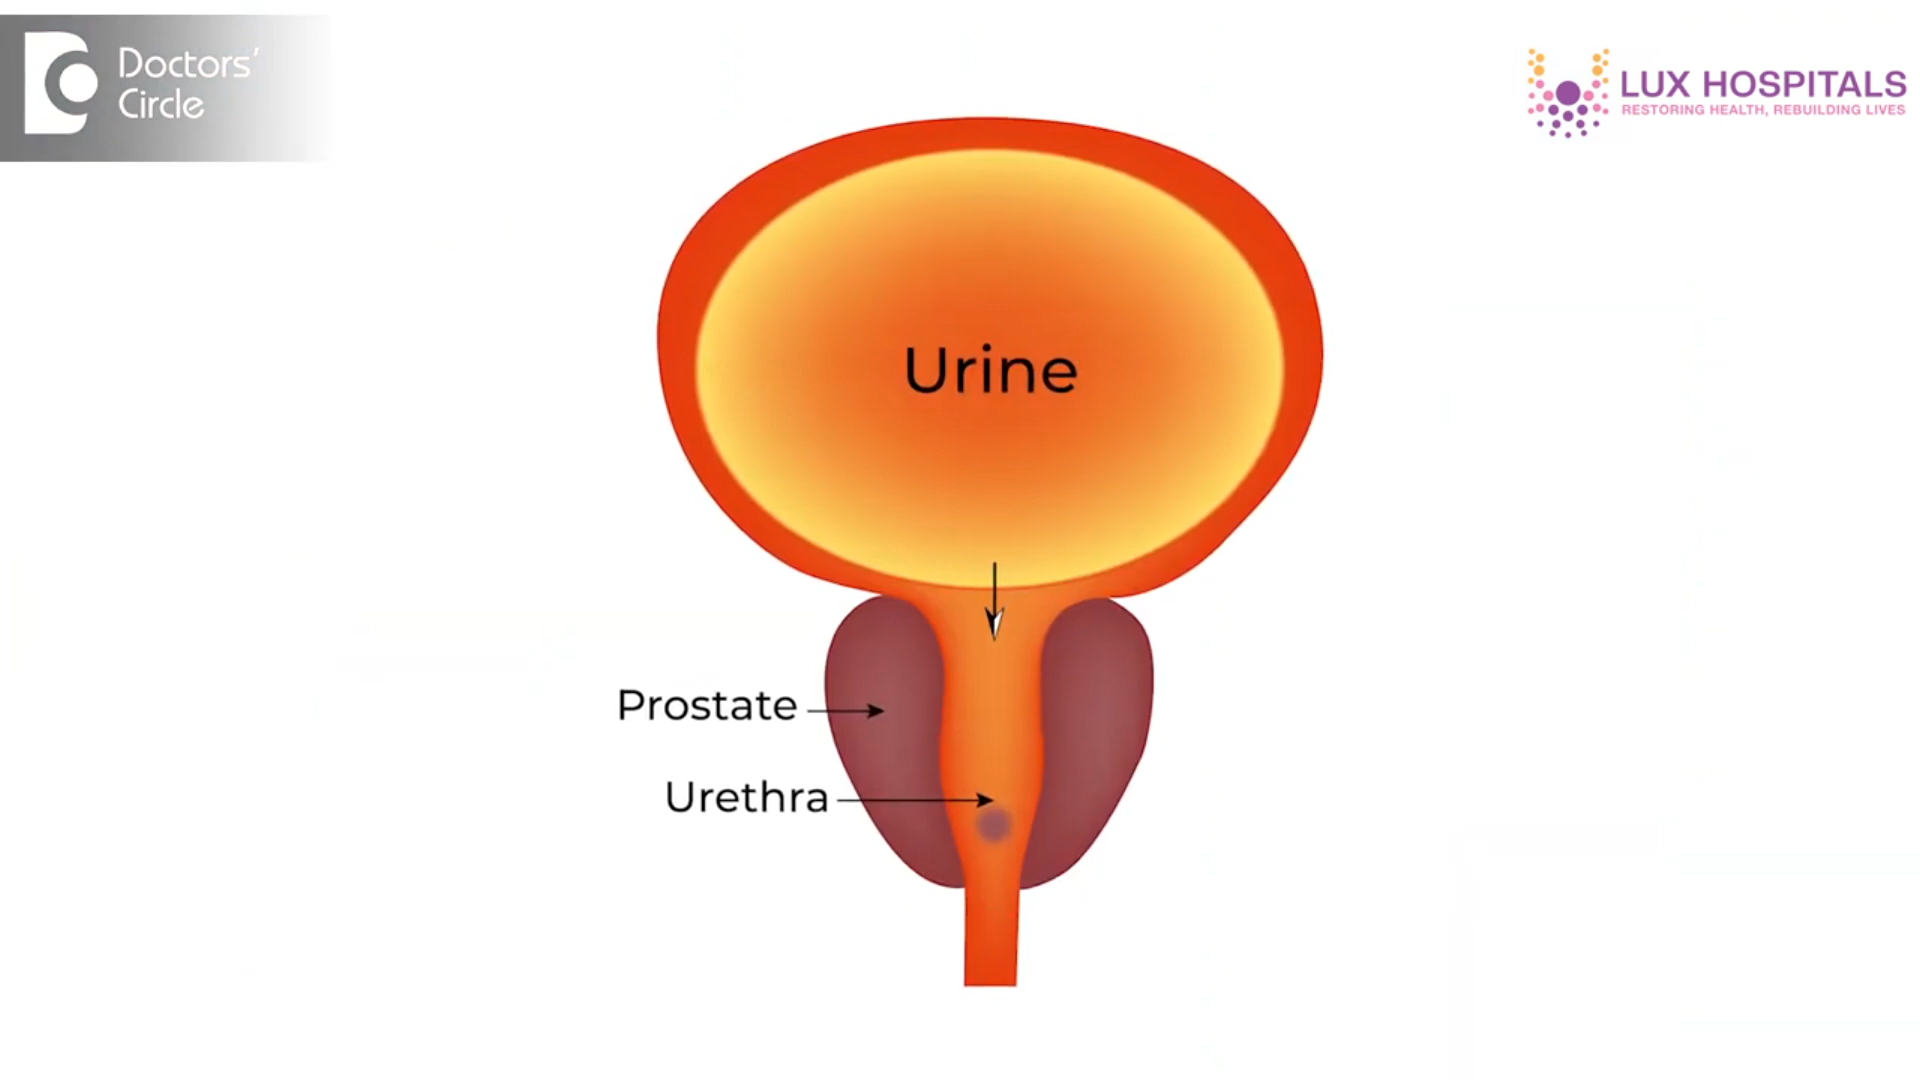 Doctors'
Circle
LUX HOSPITALS
RESTORING HEALTH, REBUILDING LIVES
Urine
Prostate
Urethra